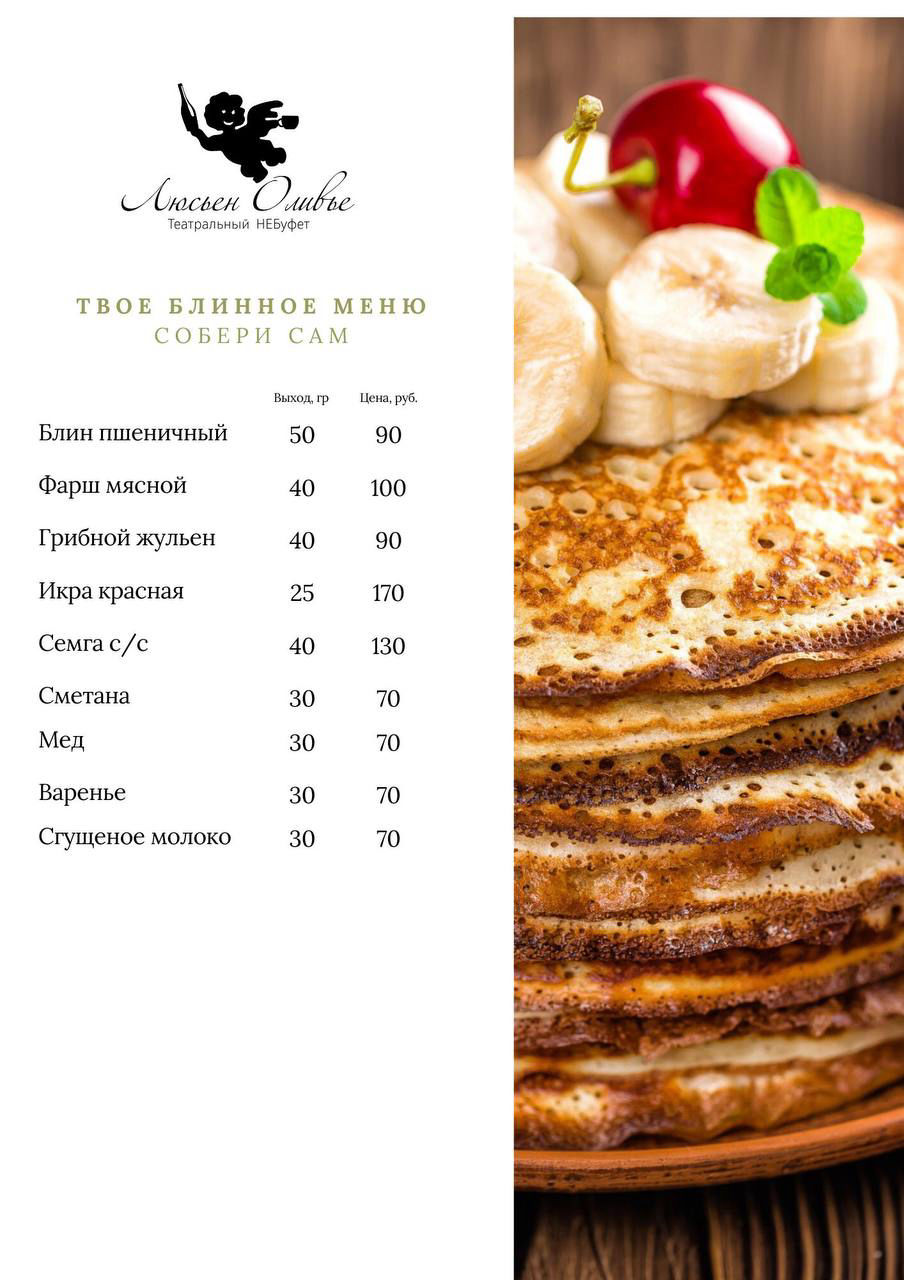 Люсьен Оливье
Театральный НЕБуфет
ТВОЕ БЛИННОЕ МЕНЮ
СОБЕРИ САМ
Выход, гр Цена, руб.
Блин пшеничный 50 90
Фарш мясной 40 100
Грибной жульен 40 90
Икра красная 25 170
Семга с/с 40 130
Сметана 30 70
Мед 30 70
Варенье 30 70
Сгущеное молоко 30 70